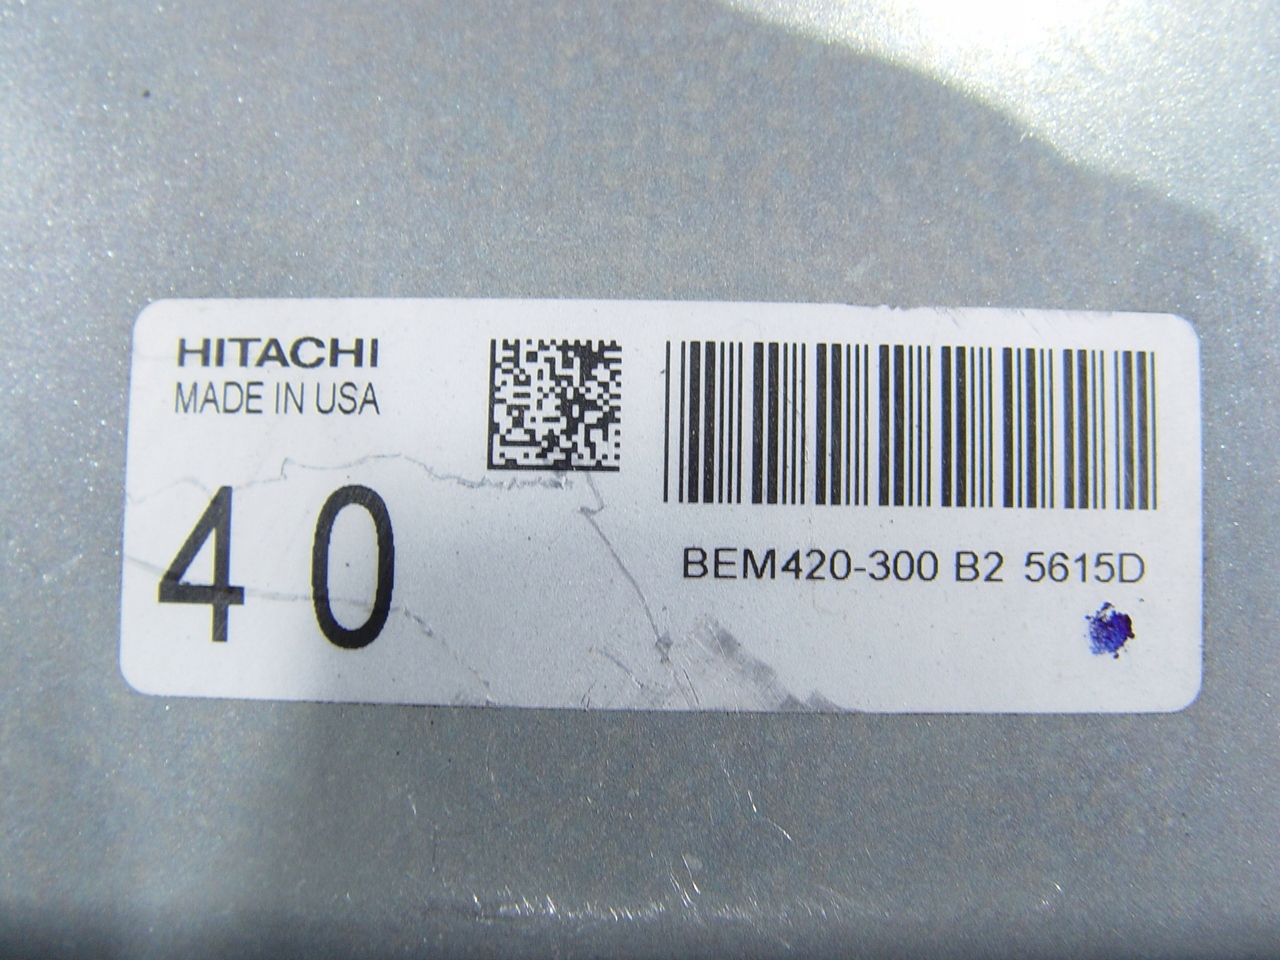 HITACHI
MADE IN USA
40
BEM420-300 B2 5615D